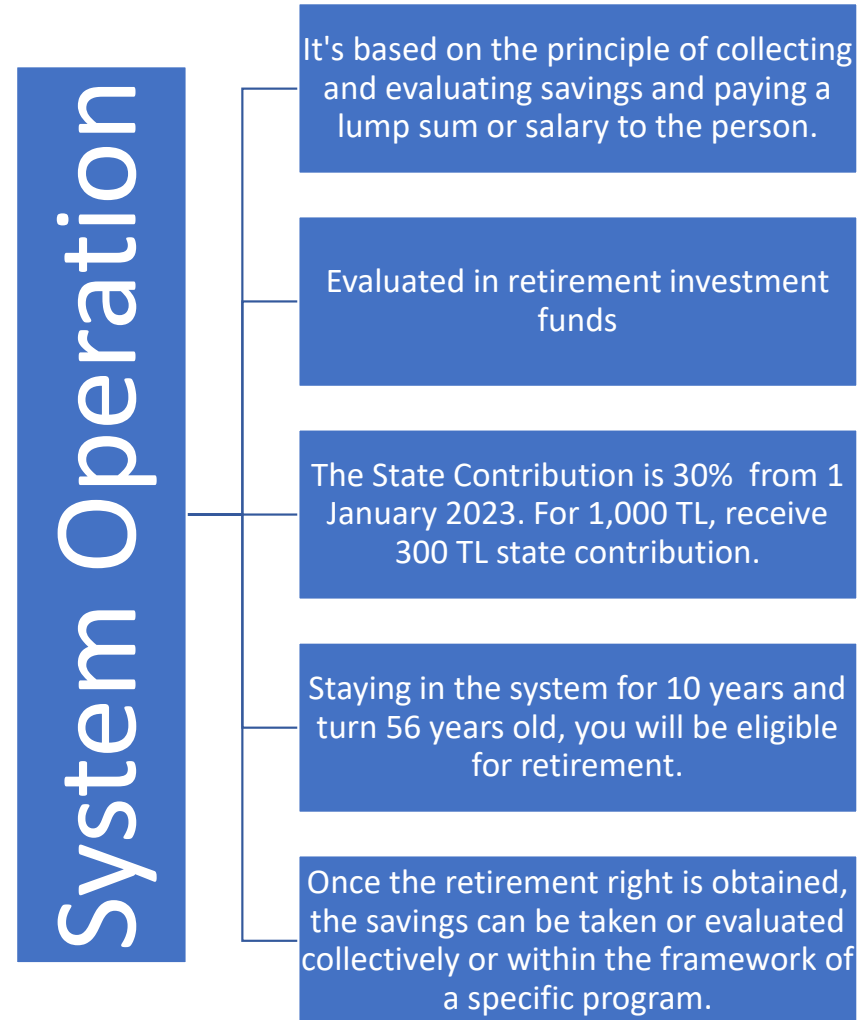 System Operation
It's based on the principle of collecting
and evaluating savings and paying a
lump sum or salary to the person.
Evaluated in retirement investment
funds
The State Contribution is 30% from 1
January 2023. For 1,000 TL, receive
300 TL state contribution.
Staying in the system for 10 years and
turn 56 years old, you will be eligible
for retirement.
Once the retirement right is obtained,
the savings can be taken or evaluated
collectively or within the framework of
a specific program.